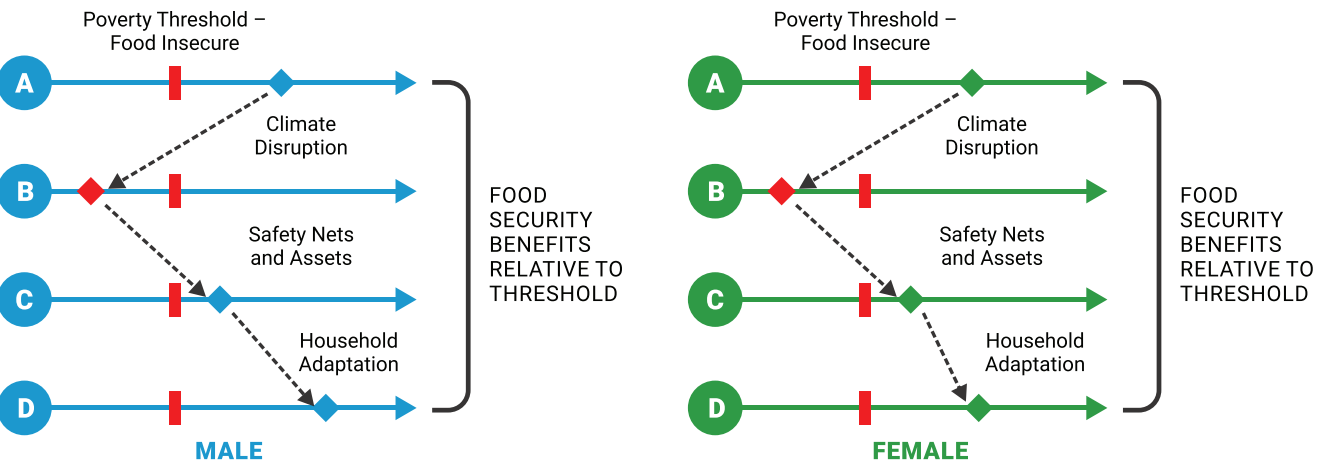 Poverty Threshold –
Food Insecure
A
Climate
Disruption
B
Safety Nets
and Assets
C
Household
Adaptation
D
MALE
FOOD
SECURITY
BENEFITS
RELATIVE TO
THRESHOLD
Poverty Threshold –
Food Insecure
A
Climate
Disruption
B
Safety Nets
and Assets
C
Household
Adaptation
D
FEMALE
FOOD
SECURITY
BENEFITS
RELATIVE TO
THRESHOLD